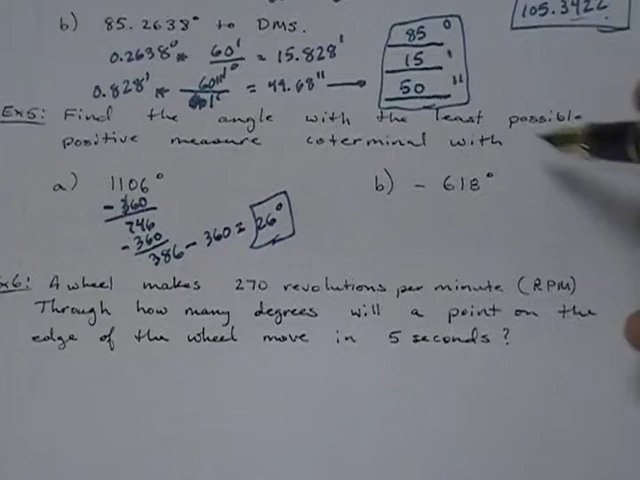 105.3422
b) 85.2638° to DMS.
0.2638° * 60' = 15.828'
0.828' * 60" = 49.68"
1'
85 °
15 '
50 "
Ex5: Find the angle with the least possible
positive measure coterminal with
a) 1106°
- 360
746
- 360
386 - 360 = 26°
b) - 618°
Ex6: A wheel makes 270 revolutions per minute (RPM)
Through how many degrees will a point on the
edge of the wheel move in 5 seconds?